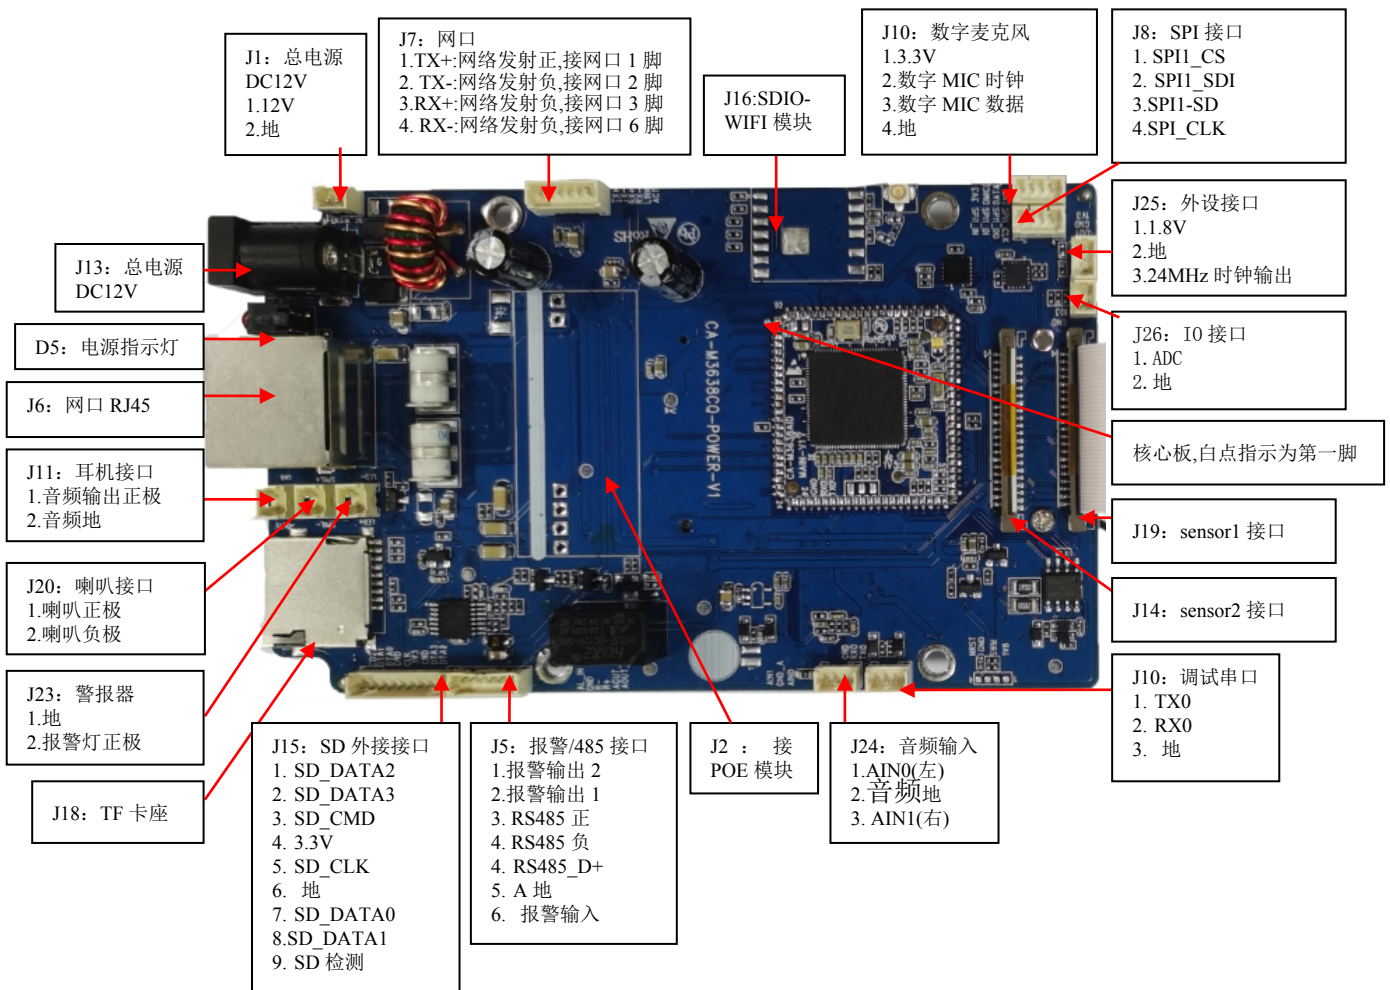 J1：总电源
DC12V
1.12V
2.地
J7：网口
1.TX+:网络发射正,接网口 1 脚
2. TX-:网络发射负,接网口 2 脚
3.RX+:网络发射负,接网口 3 脚
4. RX-:网络发射负,接网口 6 脚
J16:SDIO-
WIFI 模块
J10：数字麦克风
1.3.3V
2.数字 MIC 时钟
3.数字 MIC 数据
4.地
J8：SPI 接口
1. SPI1_CS
2. SPI1_SDI
3.SPI1-SD
4.SPI_CLK
J25：外设接口
1.1.8V
2.地
3.24MHz 时钟输出
J26：IO 接口
1. ADC
2. 地
核心板,白点指示为第一脚
J19：sensor1 接口
J14：sensor2 接口
J10：调试串口
1. TX0
2. RX0
3. 地
J13：总电源
DC12V
D5：电源指示灯
J6：网口 RJ45
J11：耳机接口
1.音频输出正极
2.音频地
J20：喇叭接口
1.喇叭正极
2.喇叭负极
J23：警报器
1.地
2.报警灯正极
J18：TF 卡座
J15：SD 外接接口
1. SD_DATA2
2. SD_DATA3
3. SD_CMD
4. 3.3V
5. SD_CLK
6. 地
7. SD_DATA0
8.SD_DATA1
9. SD 检测
J5：报警/485 接口
1.报警输出 2
2.报警输出 1
3. RS485 正
4. RS485 负
4. RS485_D+
5. A 地
6. 报警输入
J2 ： 接
POE 模块
J24：音频输入
1.AIN0(左)
2.音频地
3. AIN1(右)
CA-M3638CQ-POWER-V1